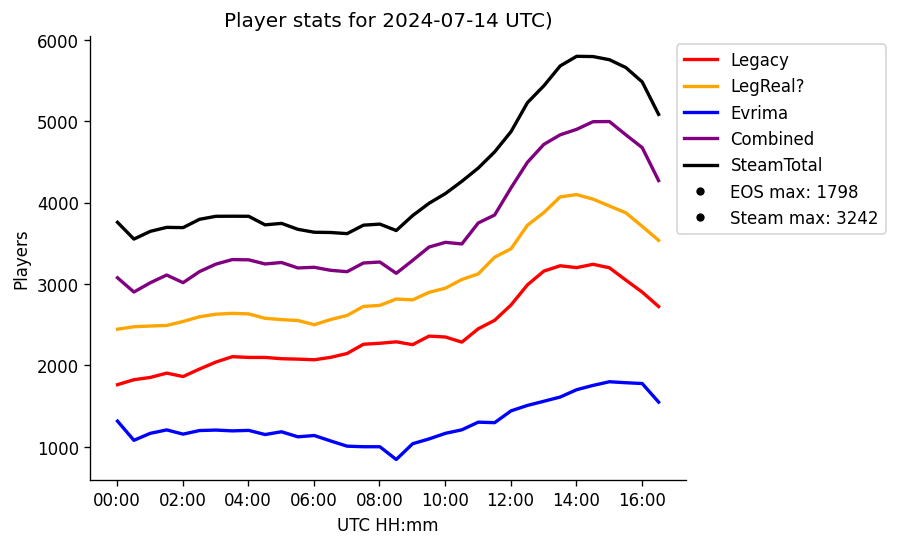 Player stats for 2024-07-14 UTC)
6000
5000
4000
3000
2000
1000
Players
00:00 02:00 04:00 06:00 08:00 10:00 12:00 14:00 16:00
UTC HH:mm
Legacy
LegReal?
Evrima
Combined
SteamTotal
EOS max: 1798
Steam max: 3242